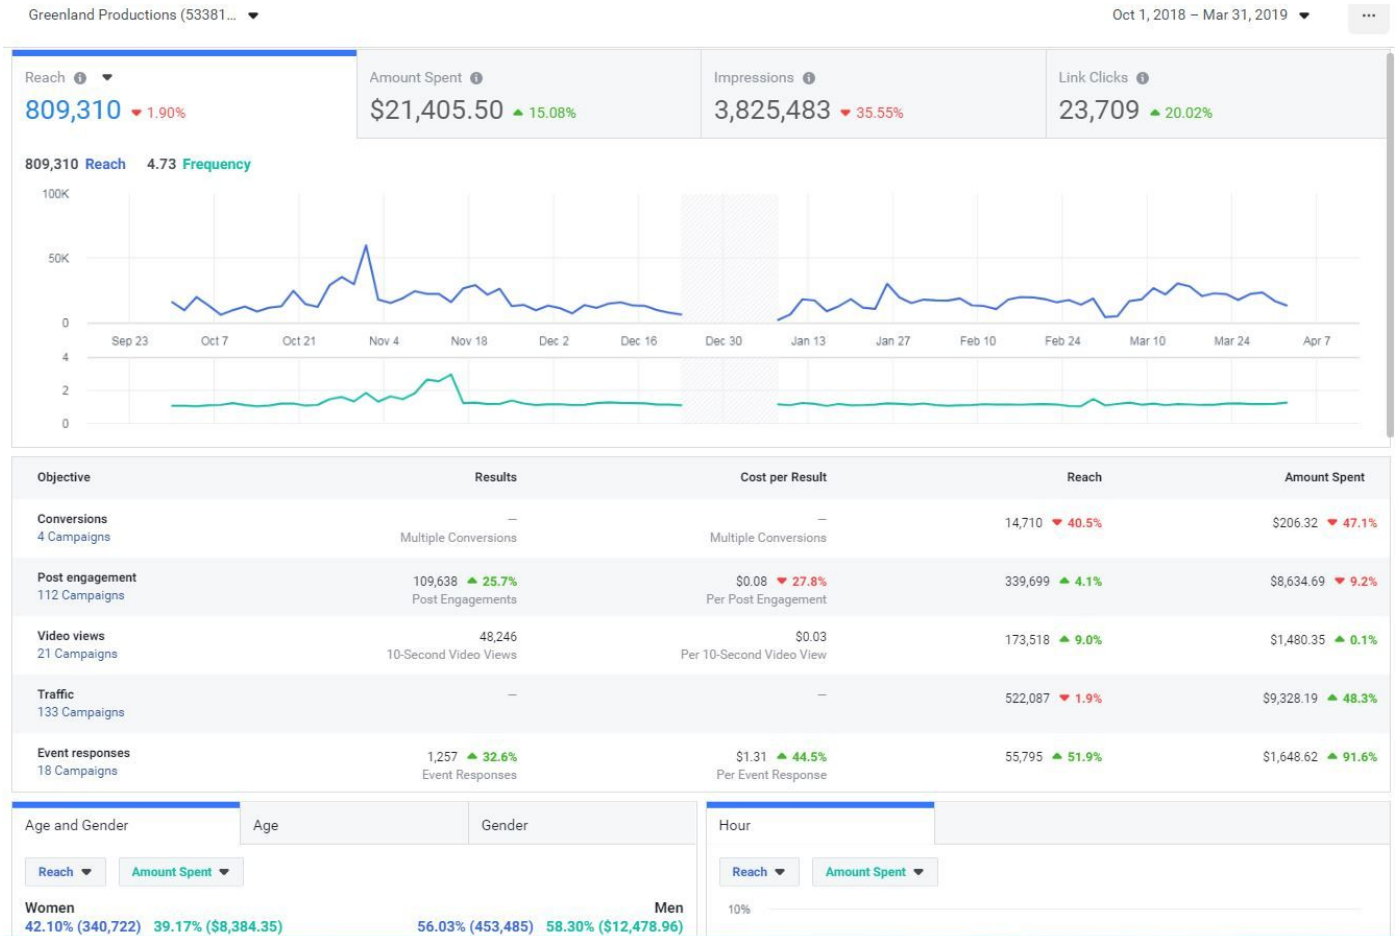 Greenland Productions (53381...
Oct 1, 2018 – Mar 31, 2019
Reach
809,310 1.90%
Amount Spent
$21,405.50 15.08%
Impressions
3,825,483 35.55%
Link Clicks
23,709 20.02%
809,310 Reach 4.73 Frequency
100K
50K
0
Sep 23 Oct 7 Oct 21 Nov 4 Nov 18 Dec 2 Dec 16 Dec 30 Jan 13 Jan 27 Feb 10 Feb 24 Mar 10 Mar 24 Apr 7
4
2
0
Objective Results Cost per Result Reach Amount Spent
Conversions — — 14,710 40.5% $206.32 47.1%
4 Campaigns Multiple Conversions Multiple Conversions
Post engagement 109,638 25.7% $0.08 27.8% 339,699 4.1% $8,634.69 9.2%
112 Campaigns Post Engagements Per Post Engagement
Video views 48,246 $0.03 173,518 9.0% $1,480.35 0.1%
21 Campaigns 10-Second Video Views Per 10-Second Video View
Traffic — — 522,087 1.9% $9,328.19 48.3%
133 Campaigns
Event responses 1,257 32.6% $1.31 44.5% 55,795 51.9% $1,648.62 91.6%
18 Campaigns Event Responses Per Event Response
Age and Gender Age Gender
Reach Amount Spent
Women Men
42.10% (340,722) 39.17% ($8,384.35) 56.03% (453,485) 58.30% ($12,478.96)
Hour
Reach Amount Spent
10%